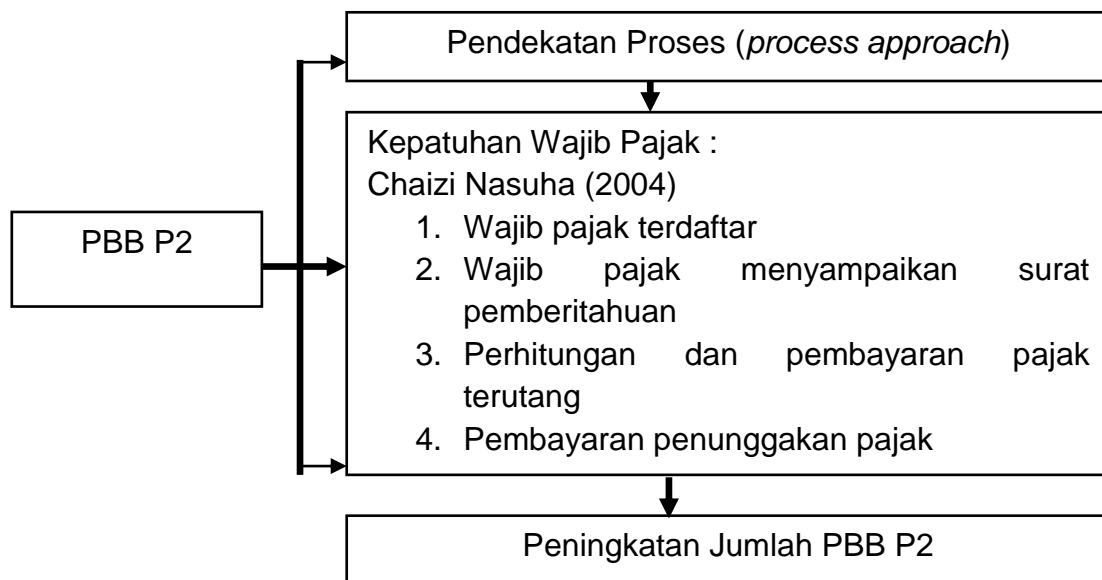 Pendekatan Proses (process approach)
Kepatuhan Wajib Pajak :
Chaizi Nasuha (2004)
1. Wajib pajak terdaftar
2. Wajib pajak menyampaikan surat
pemberitahuan
3. Perhitungan dan pembayaran pajak
terutang
4. Pembayaran penunggakan pajak
PBB P2
Peningkatan Jumlah PBB P2